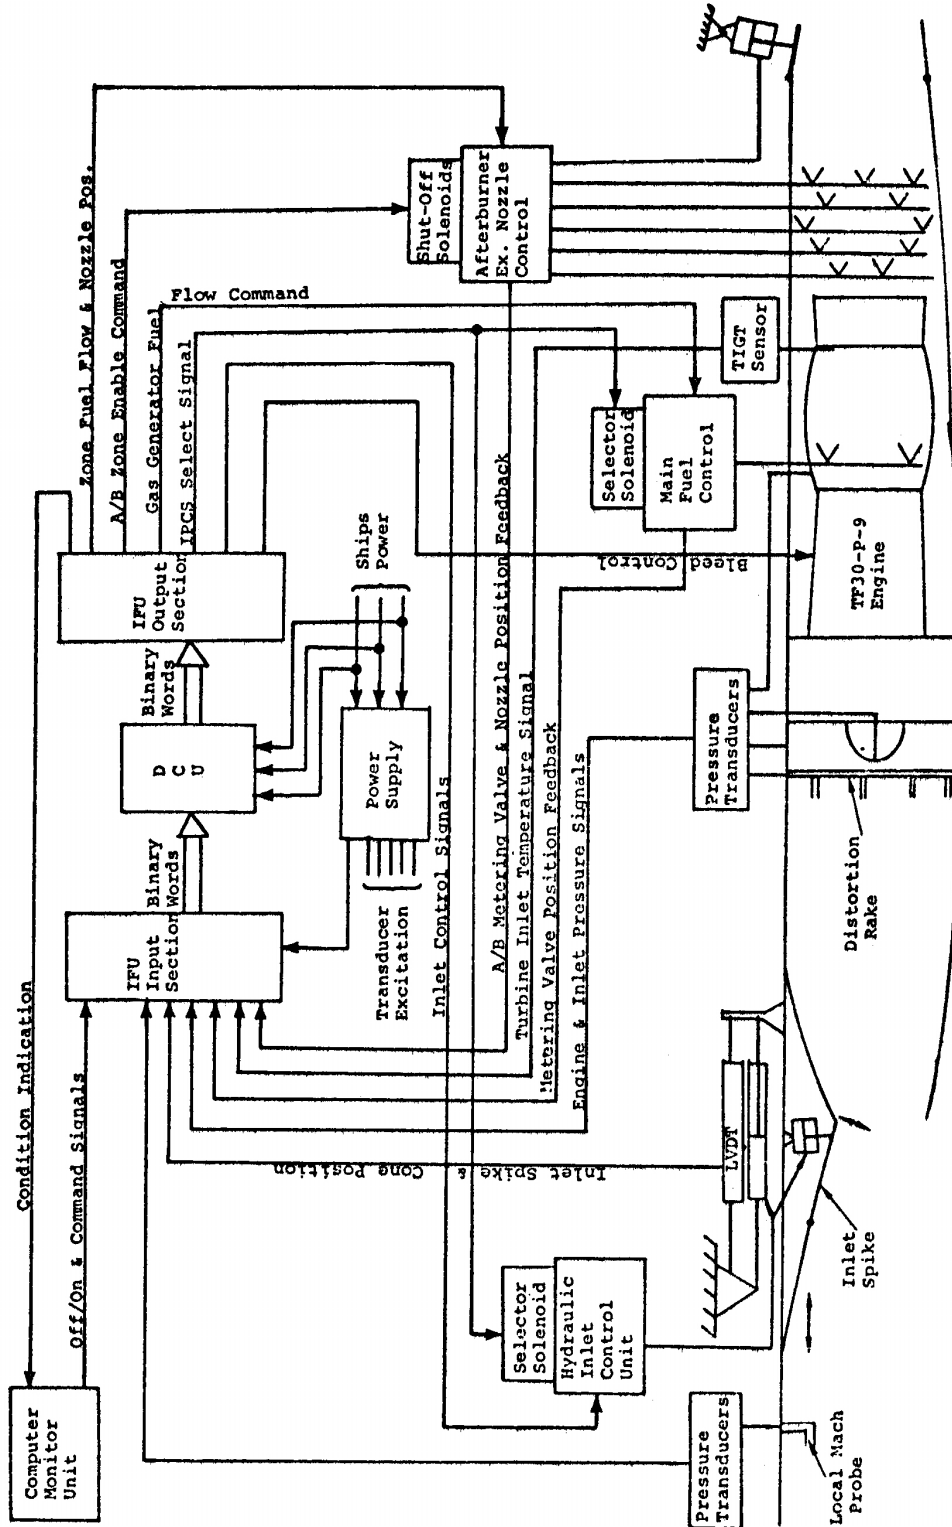 Computer
Monitor
Unit
Condition Indication
Off/On & Command Signals
IFU
Input
Section
Binary
Words
D
C
U
Binary
Words
IFU
Output
Section
Zone Fuel Flow & Nozzle Pos.
A/B Zone Enable Command
Gas Generator Fuel
Flow Command
IPCS Select Signal
Ships
Power
Power
Supply
Transducer
Excitation
Inlet Control Signals
A/B Metering Valve & Nozzle Position Feedback
Turbine Inlet Temperature Signal
Metering Valve Position Feedback
Engine & Inlet Pressure Signals
Inlet Spike & Cone Position
Bleed Control
Shut-Off
Solenoids
Afterburner
Ex. Nozzle
Control
Selector
Solenoid
Main
Fuel
Control
TIGT
Sensor
Selector
Solenoid
Hydraulic
Inlet
Control
Unit
LVDT
Pressure
Transducers
Pressure
Transducers
TF30-P-9
Engine
Local Mach
Probe
Inlet
Spike
Distortion
Rake